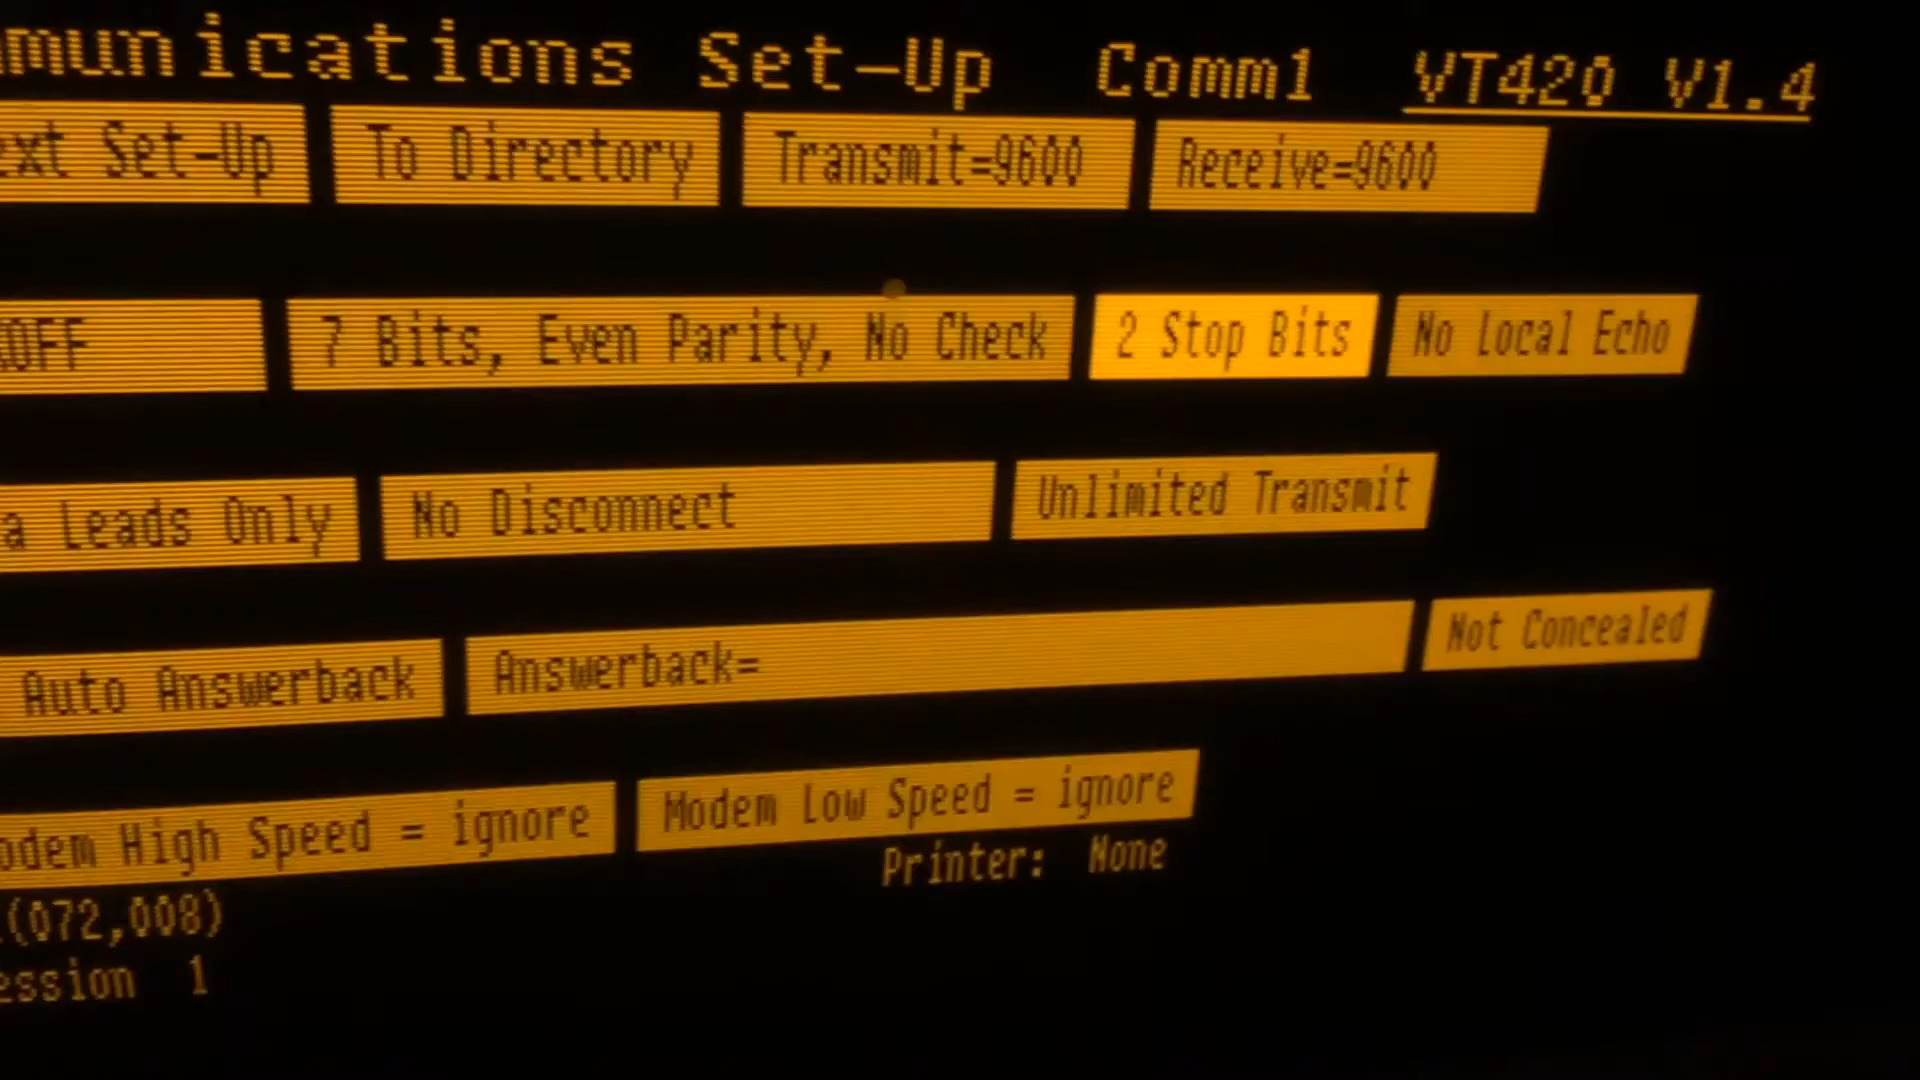 munications Set-Up Comm1 VT420 V1.4
ext Set-Up To Directory Transmit=9600 Receive=9600
OFF 7 Bits, Even Parity, No Check 2 Stop Bits No Local Echo
a Leads Only No Disconnect Unlimited Transmit
Auto Answerback Answerback= Not Concealed
odem High Speed = ignore Modem Low Speed = ignore
Printer: None
(072,008)
ession 1